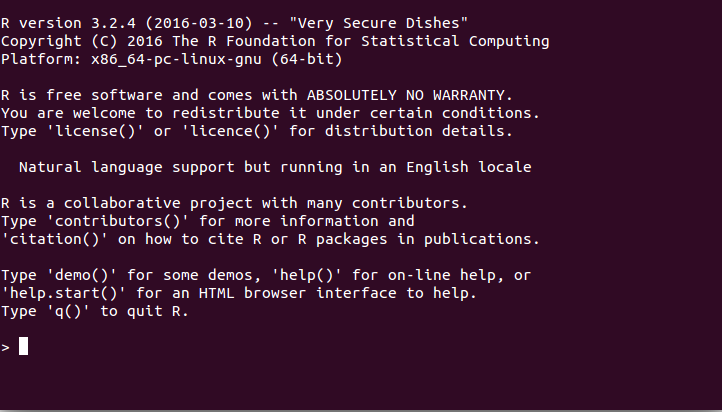 R version 3.2.4 (2016-03-10) -- "Very Secure Dishes"
Copyright (C) 2016 The R Foundation for Statistical Computing
Platform: x86_64-pc-linux-gnu (64-bit)

R is free software and comes with ABSOLUTELY NO WARRANTY.
You are welcome to redistribute it under certain conditions.
Type 'license()' or 'licence()' for distribution details.

  Natural language support but running in an English locale

R is a collaborative project with many contributors.
Type 'contributors()' for more information and
'citation()' on how to cite R or R packages in publications.

Type 'demo()' for some demos, 'help()' for on-line help, or
'help.start()' for an HTML browser interface to help.
Type 'q()' to quit R.

>